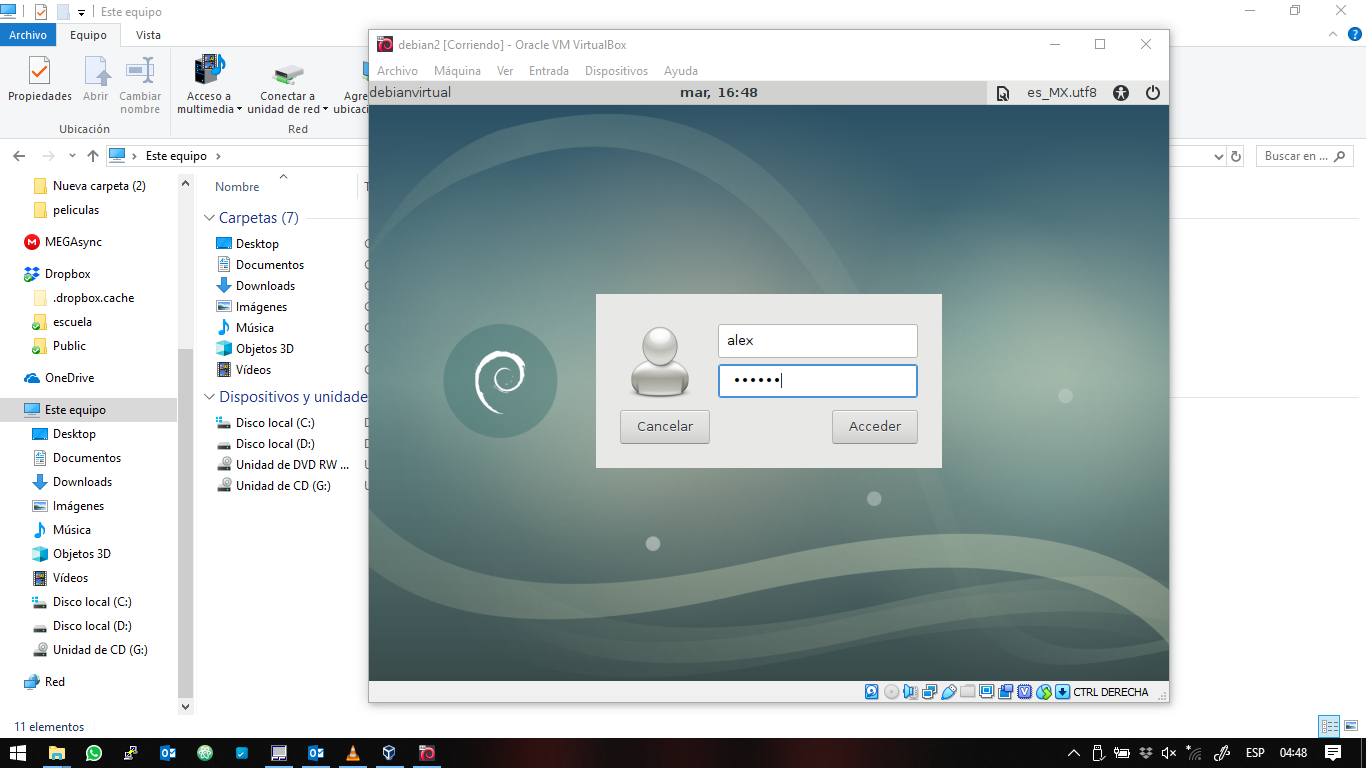 Este equipo
Archivo
Equipo
Vista
Propiedades
Abrir
Cambiar nombre
Acceso a multimedia
Conectar a unidad de red
Ubicación
Red
Este equipo
Buscar en ...
Nueva carpeta (2)
peliculas
MEGAsync
Dropbox
.dropbox.cache
escuela
Public
OneDrive
Este equipo
Desktop
Documentos
Downloads
Imágenes
Música
Objetos 3D
Vídeos
Disco local (C:)
Disco local (D:)
Unidad de CD (G:)
Red
Nombre
Carpetas (7)
Desktop
Documentos
Downloads
Imágenes
Música
Objetos 3D
Vídeos
Dispositivos y unidade
Disco local (C:)
Disco local (D:)
Unidad de DVD RW ...
Unidad de CD (G:)
debian2 [Corriendo] - Oracle VM VirtualBox
Archivo Máquina Ver Entrada Dispositivos Ayuda
debianvirtual mar, 16:48 es_MX.utf8
alex
••••••
Cancelar Acceder
CTRL DERECHA
11 elementos
ESP 04:48